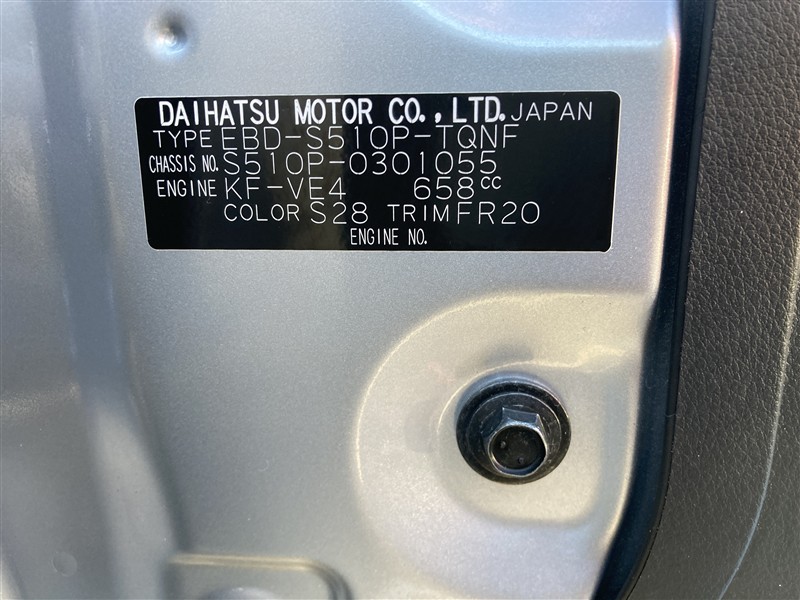 DAIHATSU MOTOR CO., LTD. JAPAN
TYPE EBD-S510P-TQNF
CHASSIS NO. S510P-0301055
ENGINE KF-VE4 658cc
COLOR S28 TRIM FR20
ENGINE NO.